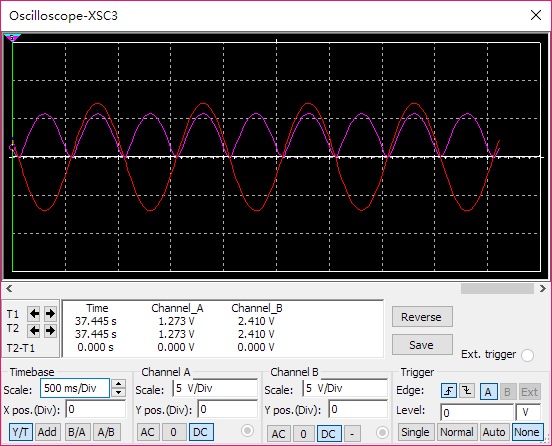 Oscilloscope-XSC3
T1
T2
T2-T1
Time Channel_A Channel_B
37.445 s 1.273 V 2.410 V
37.445 s 1.273 V 2.410 V
0.000 s 0.000 V 0.000 V
Reverse
Save
Ext. trigger
Timebase
Scale: 500 ms/Div
X pos.(Div): 0
Y/T Add B/A A/B
Channel A
Scale: 5 V/Div
Y pos.(Div): 0
AC 0 DC
Channel B
Scale: 5 V/Div
Y pos.(Div): 0
AC 0 DC -
Trigger
Edge: A B Ext
Level: 0 V
Single Normal Auto None